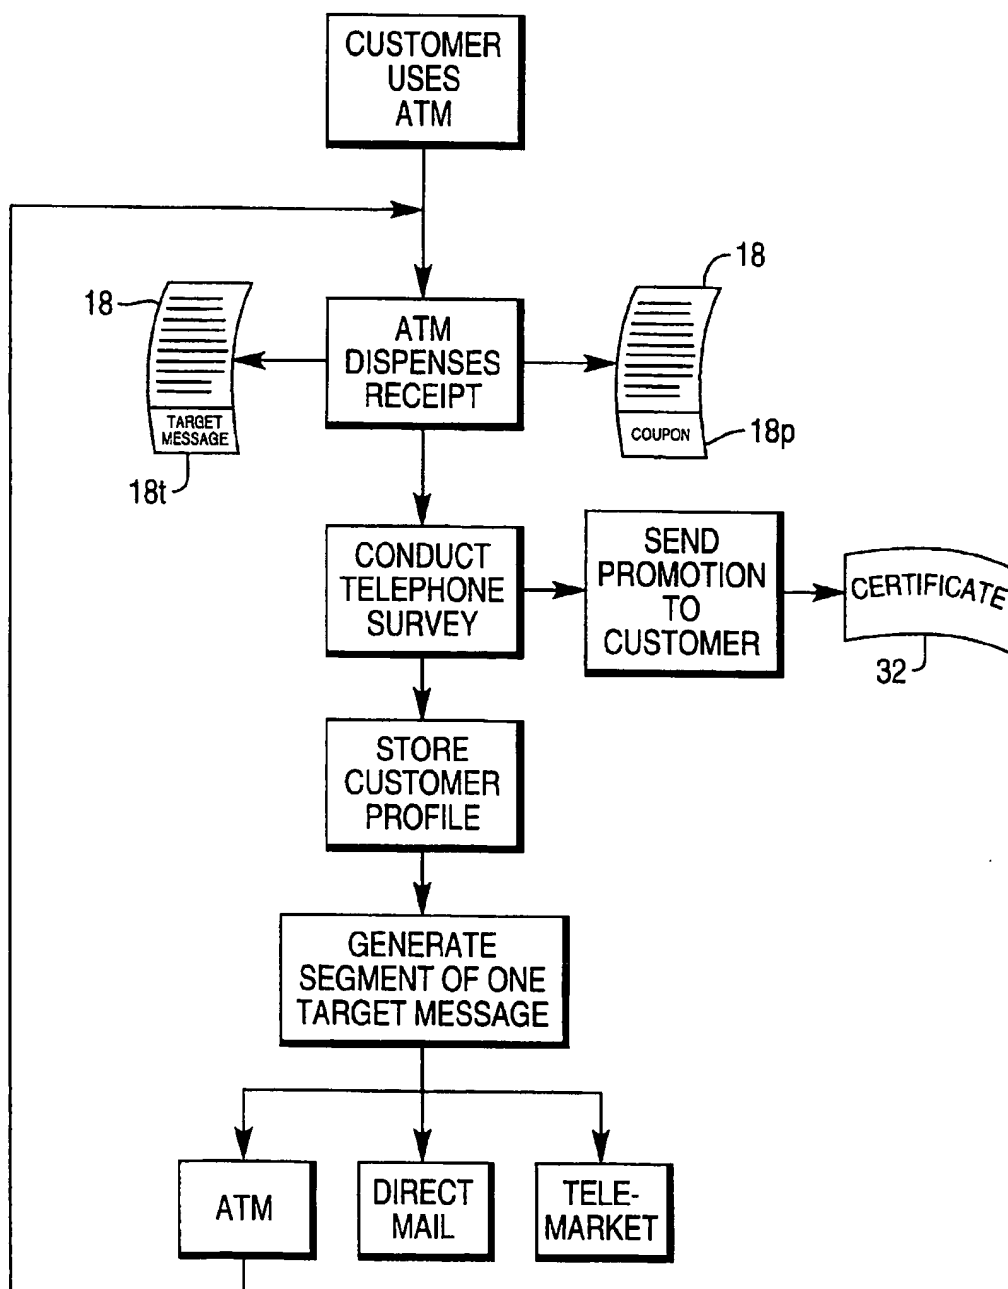 CUSTOMER
USES
ATM
18
18
ATM
DISPENSES
RECEIPT
TARGET
MESSAGE
18t
COUPON
18p
CONDUCT
TELEPHONE
SURVEY
SEND
PROMOTION
TO
CUSTOMER
CERTIFICATE
32
STORE
CUSTOMER
PROFILE
GENERATE
SEGMENT OF ONE
TARGET MESSAGE
ATM
DIRECT
MAIL
TELE-
MARKET